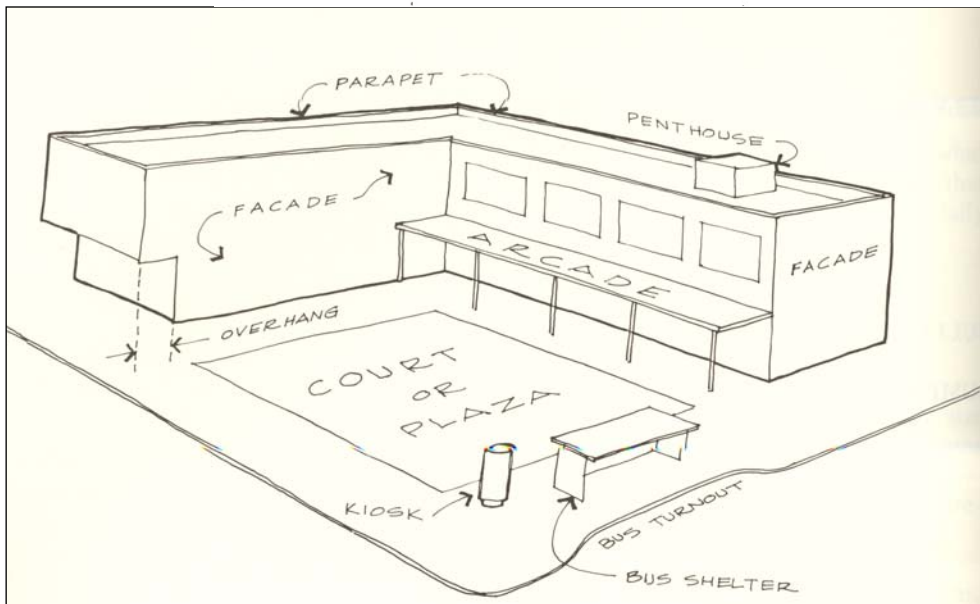 PARAPET
PENTHOUSE
FACADE
ARCADE
FACADE
OVERHANG
COURT
OR
PLAZA
KIOSK
BUS TURNOUT
BUS SHELTER